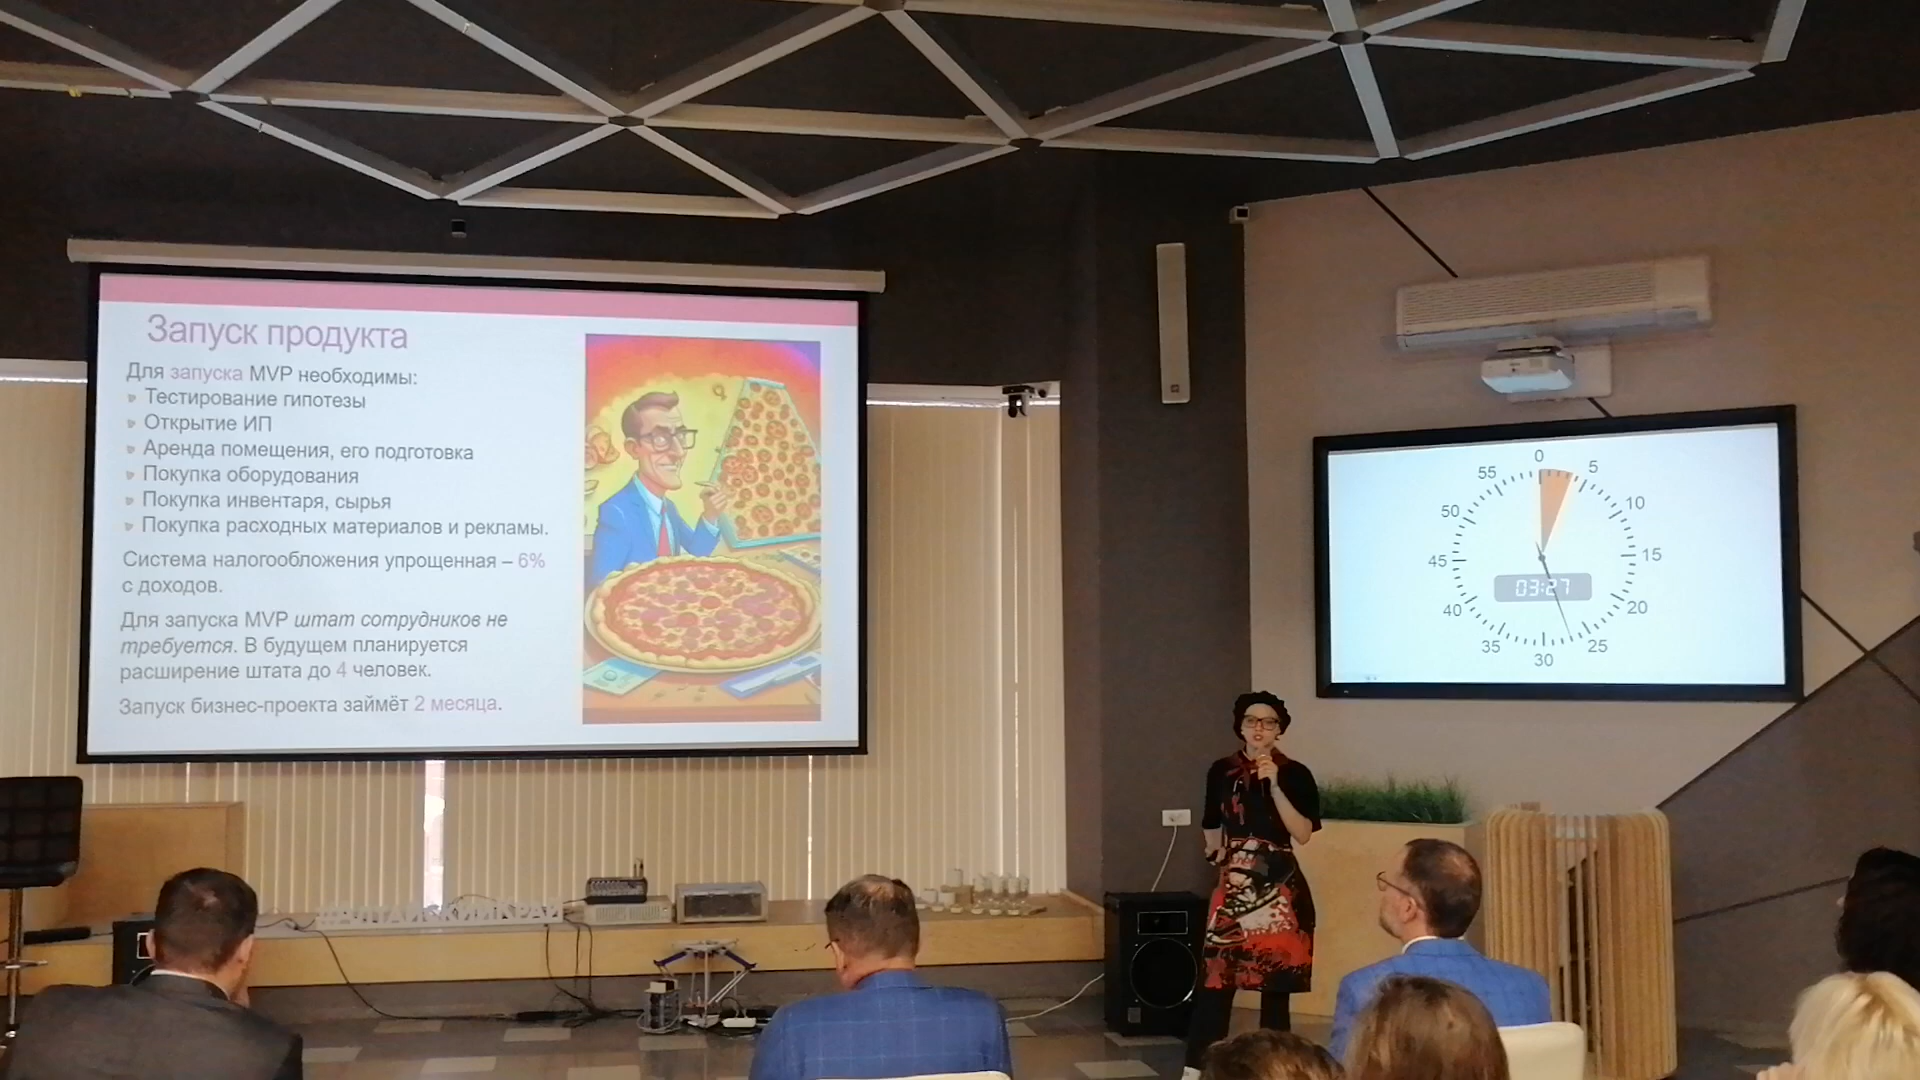 Запуск продукта
Для запуска MVP необходимы:
Тестирование гипотезы
Открытие ИП
Аренда помещения, его подготовка
Покупка оборудования
Покупка инвентаря, сырья
Покупка расходных материалов и рекламы.
Система налогообложения упрощенная – 6%
с доходов.
Для запуска MVP штат сотрудников не
требуется. В будущем планируется
расширение штата до 4 человек.
Запуск бизнес-проекта займёт 2 месяца.
0
5
10
15
20
25
30
35
40
45
50
55
03:27